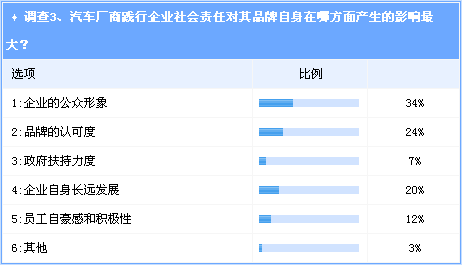 ♦ 调查3、汽车厂商践行企业社会责任对其品牌自身在哪方面产生的影响最
大？
选项 比例
1:企业的公众形象 34%
2:品牌的认可度 24%
3:政府扶持力度 7%
4:企业自身长远发展 20%
5:员工自豪感和积极性 12%
6:其他 3%